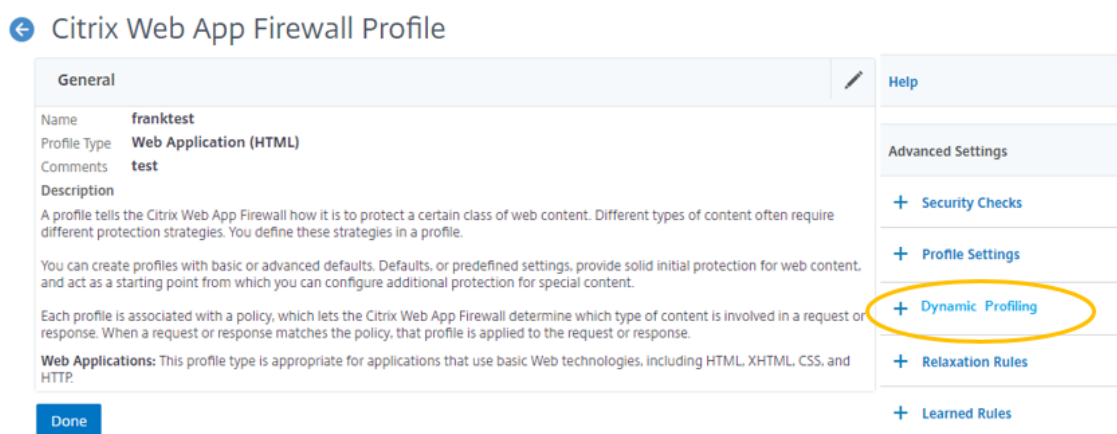 Citrix Web App Firewall Profile
General
Name franktest
Profile Type Web Application (HTML)
Comments test
Description
A profile tells the Citrix Web App Firewall how it is to protect a certain class of web content. Different types of content often require
different protection strategies. You define these strategies in a profile.
You can create profiles with basic or advanced defaults. Defaults, or predefined settings, provide solid initial protection for web content,
and act as a starting point from which you can configure additional protection for special content.
Each profile is associated with a policy, which lets the Citrix Web App Firewall determine which type of content is involved in a request or
response. When a request or response matches the policy, that profile is applied to the request or response.
Web Applications: This profile type is appropriate for applications that use basic Web technologies, including HTML, XHTML, CSS, and
HTTP.
Done
Help
Advanced Settings
+ Security Checks
+ Profile Settings
+ Dynamic Profiling
+ Relaxation Rules
+ Learned Rules